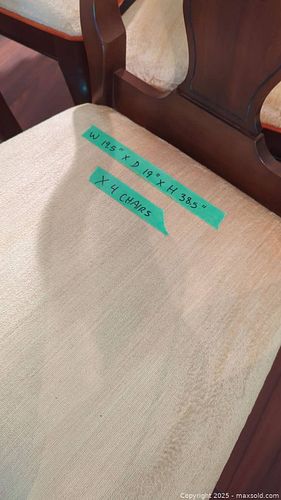 W 19.5" X D 19" X H 38.5"
X 4 CHAIRS
Copyright 2025 - maxsold.com